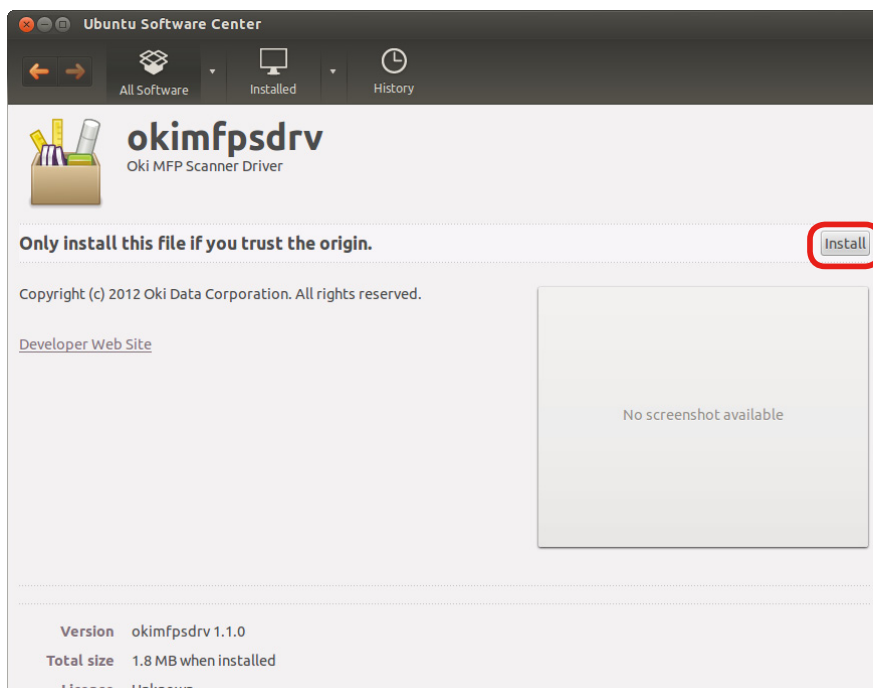 Ubuntu Software Center
All Software
Installed
History
okimfpsdrv
Oki MFP Scanner Driver
Only install this file if you trust the origin.
Install
Copyright (c) 2012 Oki Data Corporation. All rights reserved.
Developer Web Site
No screenshot available
Version okimfpsdrv 1.1.0
Total size 1.8 MB when installed
License Unknown